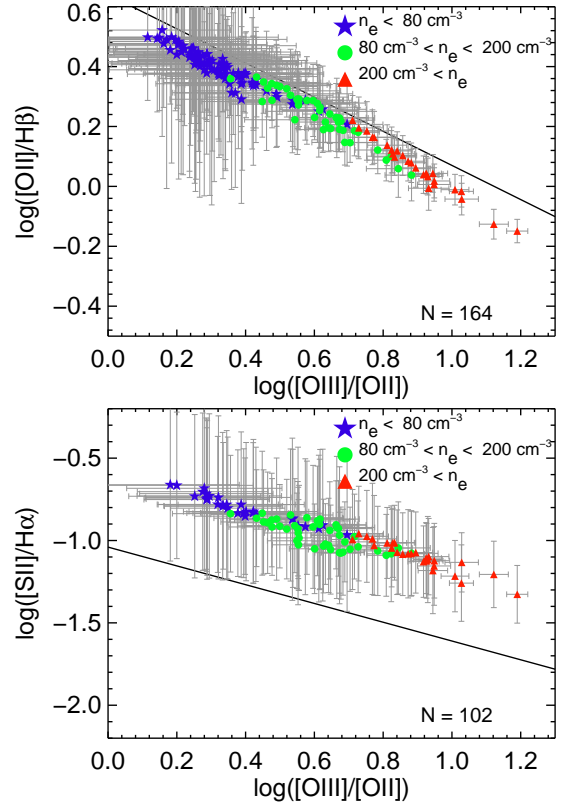 0.6
0.4
0.2
0.0
−0.2
−0.4
log([OII]/Hβ)
n_e < 80 cm⁻³
80 cm⁻³ < n_e < 200 cm⁻³
200 cm⁻³ < n_e
N = 164
0.0 0.2 0.4 0.6 0.8 1.0 1.2
log([OIII]/[OII])
−0.5
−1.0
−1.5
−2.0
log([SII]/Hα)
n_e < 80 cm⁻³
80 cm⁻³ < n_e < 200 cm⁻³
200 cm⁻³ < n_e
N = 102
0.0 0.2 0.4 0.6 0.8 1.0 1.2
log([OIII]/[OII])